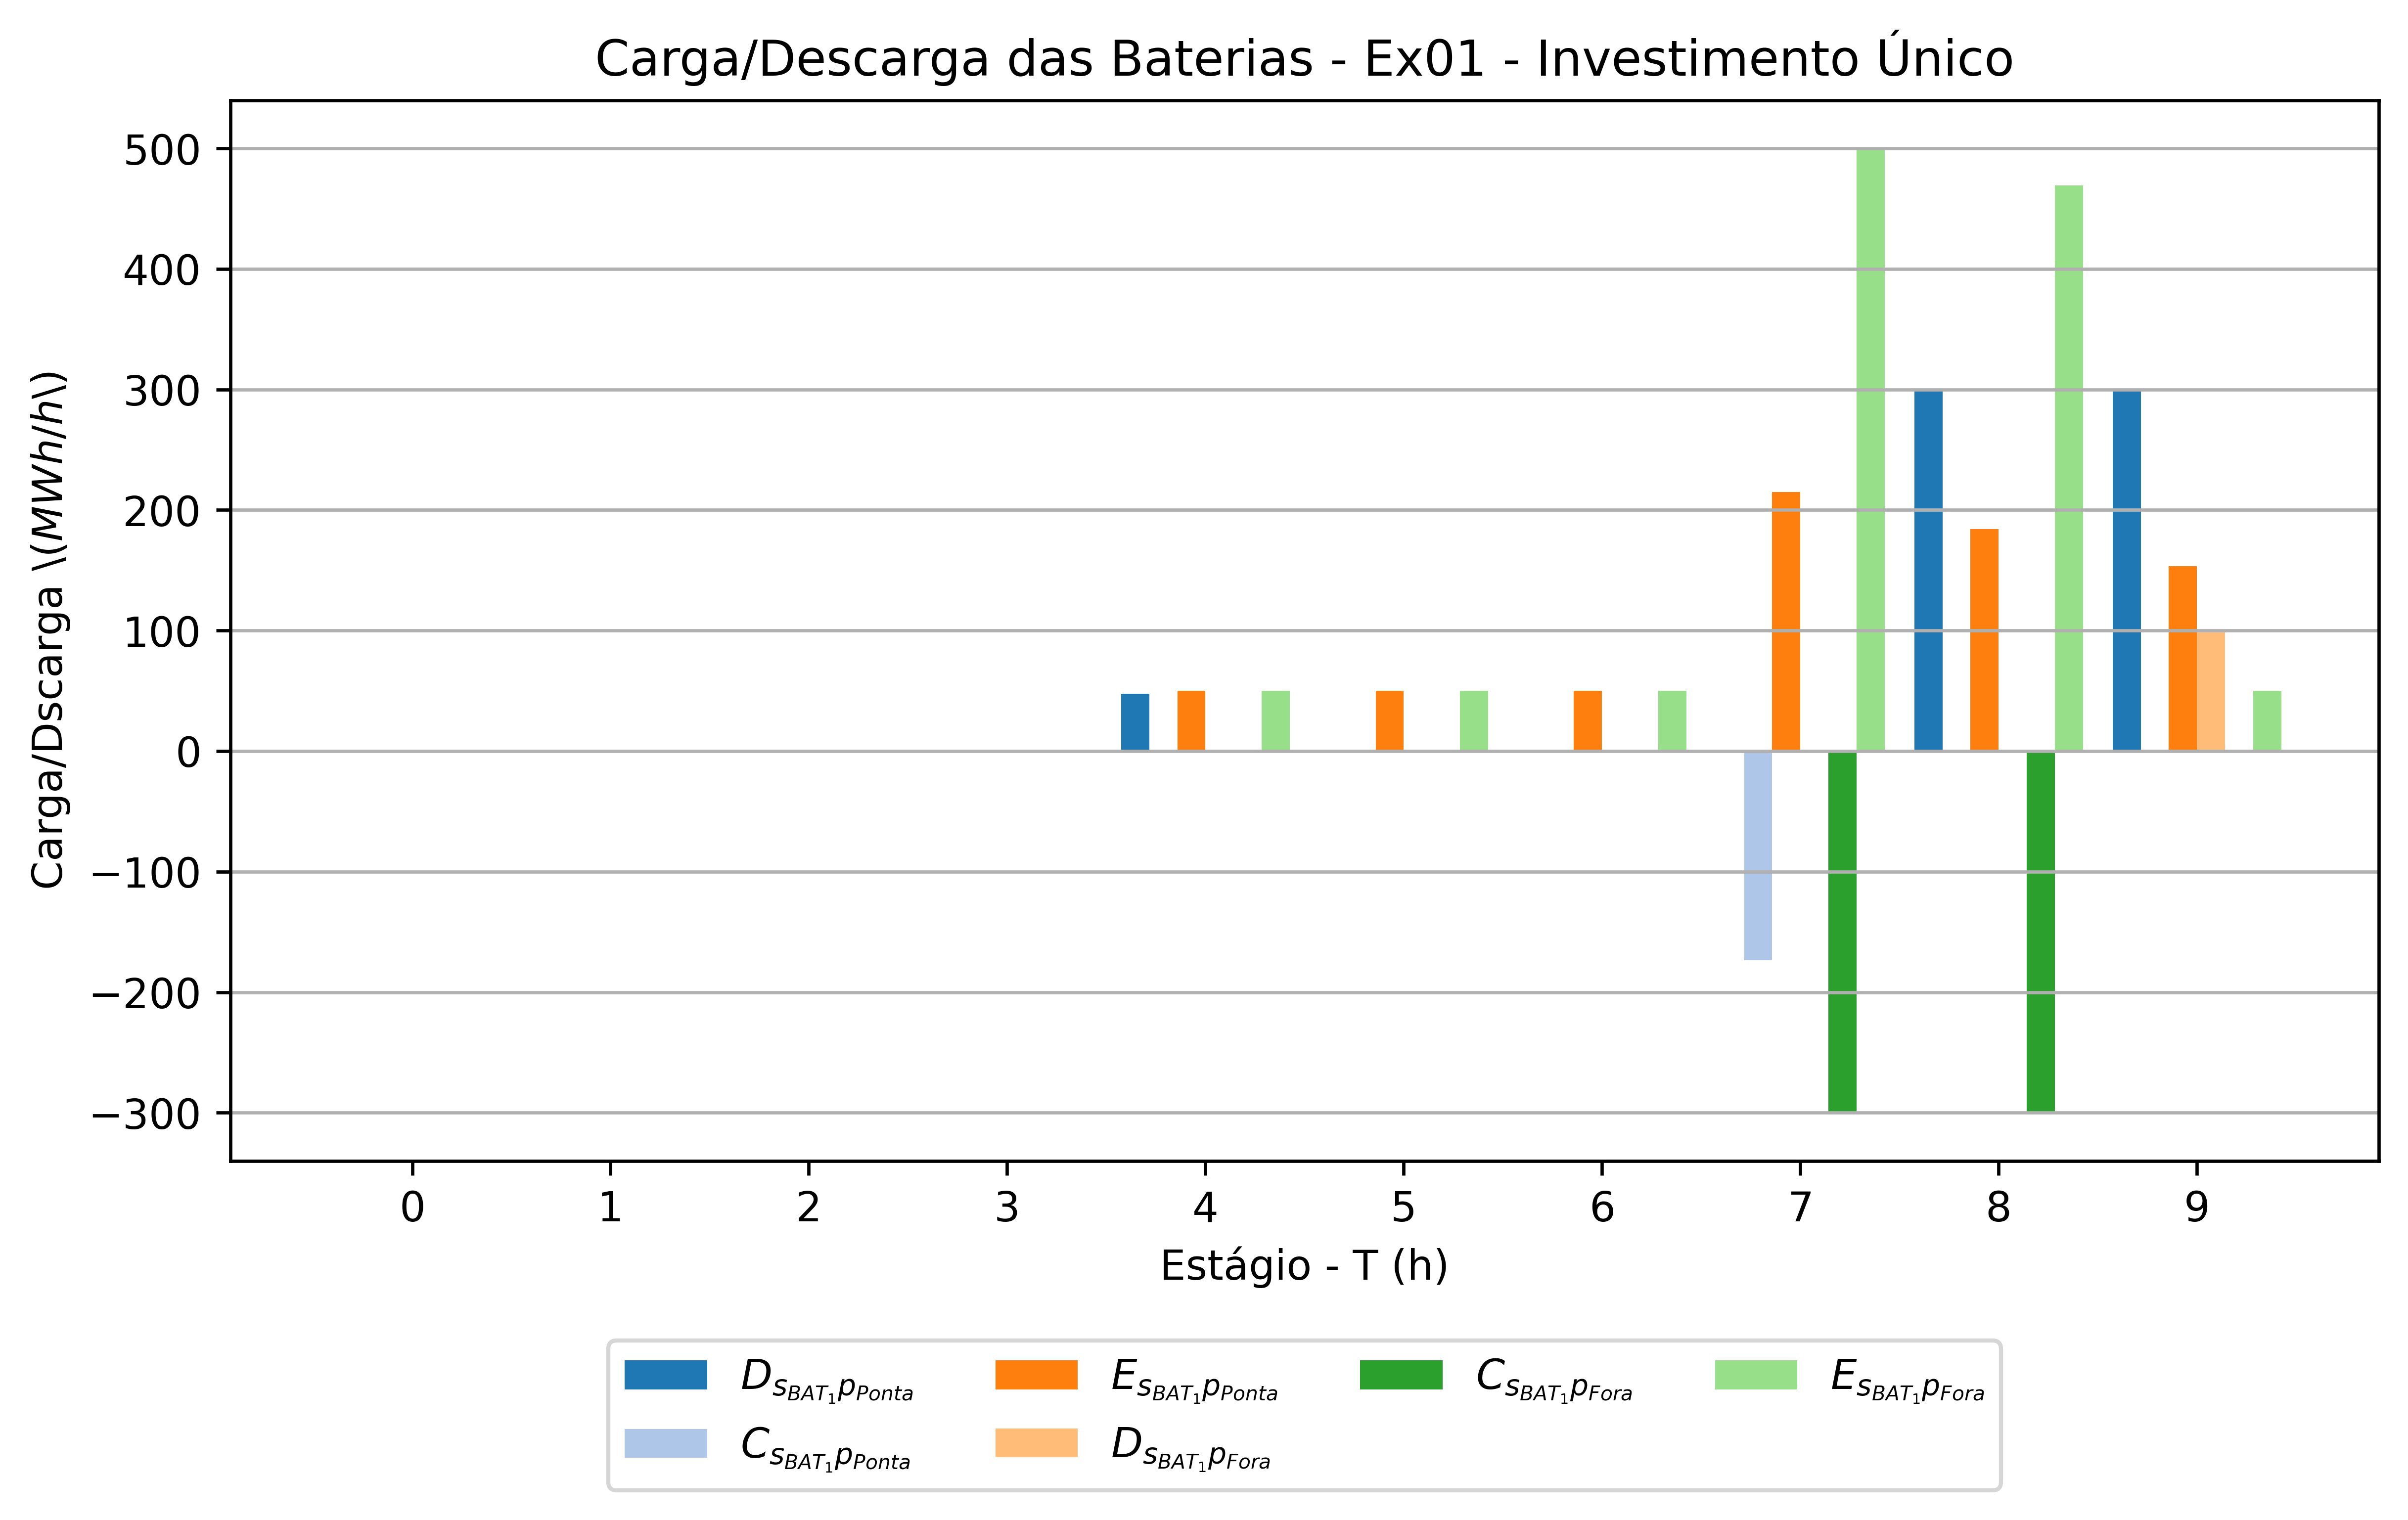 Carga/Descarga das Baterias - Ex01 - Investimento Único
Carga/Dscarga \(MWh/h\)
500
400
300
200
100
0
−100
−200
−300
0 1 2 3 4 5 6 7 8 9
Estágio - T (h)
D_{s_{BAT_1}p_{Ponta}} E_{s_{BAT_1}p_{Ponta}} C_{s_{BAT_1}p_{Fora}} E_{s_{BAT_1}p_{Fora}}
C_{s_{BAT_1}p_{Ponta}} D_{s_{BAT_1}p_{Fora}}